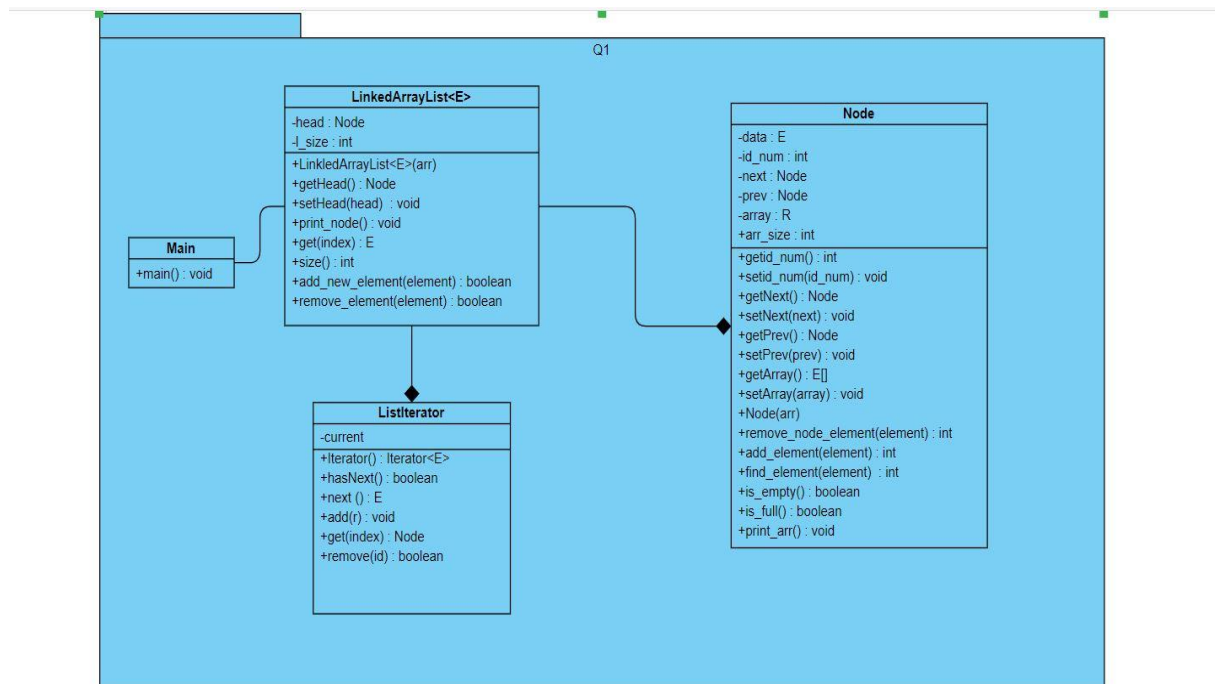 Q1
LinkedArrayList<E>
-head : Node
-l_size : int
+LinkledArrayList<E>(arr)
+getHead() : Node
+setHead(head) : void
+print_node() : void
+get(index) : E
+size() : int
+add_new_element(element) : boolean
+remove_element(element) : boolean
Main
+main() : void
ListIterator
-current
+Iterator() : Iterator<E>
+hasNext() : boolean
+next () : E
+add(r) : void
+get(index) : Node
+remove(id) : boolean
Node
-data : E
-id_num : int
-next : Node
-prev : Node
-array : R
+arr_size : int
+getid_num() : int
+setid_num(id_num) : void
+getNext() : Node
+setNext(next) : void
+getPrev() : Node
+setPrev(prev) : void
+getArray() : E[]
+setArray(array) : void
+Node(arr)
+remove_node_element(element) : int
+add_element(element) : int
+find_element(element) : int
+is_empty() : boolean
+is_full() : boolean
+print_arr() : void